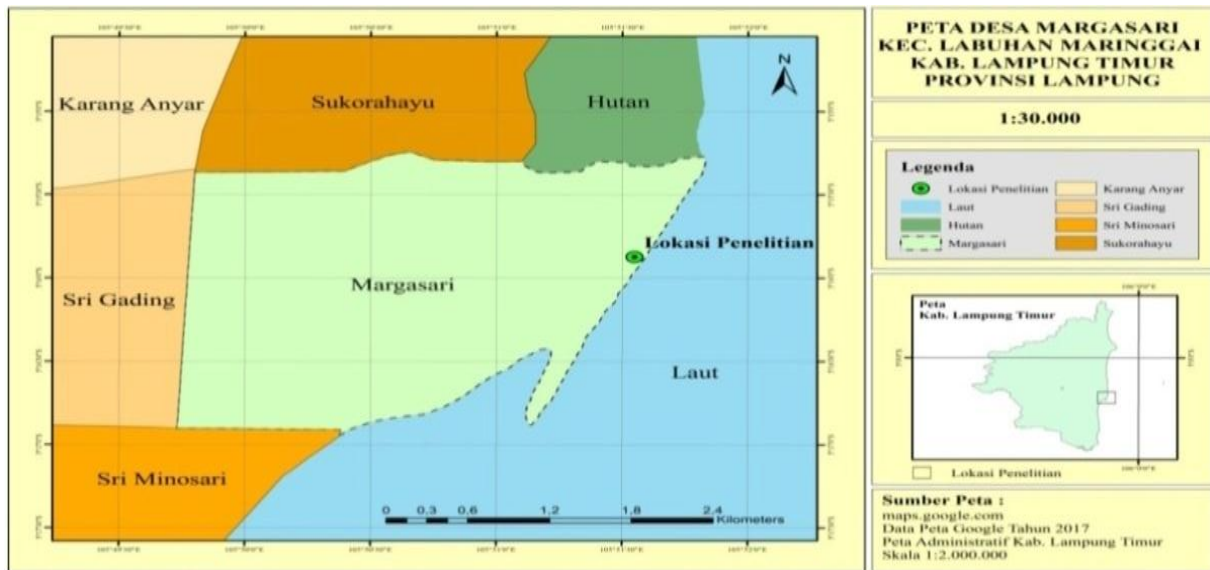 PETA DESA MARGASARI
KEC. LABUHAN MARINGGAI
KAB. LAMPUNG TIMUR
PROVINSI LAMPUNG
1:30.000
N
Karang Anyar
Sukorahayu
Hutan
Lokasi Penelitian
Margasari
Sri Gading
Laut
Sri Minosari
0 0.3 0.6 1.2 1.8 2.4
Kilometers
Legenda
Lokasi Penelitian
Laut
Hutan
Margasari
Karang Anyar
Sri Gading
Sri Minosari
Sukorahayu
Peta
Kab. Lampung Timur
Lokasi Penelitian
Sumber Peta :
maps.google.com
Data Peta Google Tahun 2017
Peta Administratif Kab. Lampung Timur
Skala 1:2.000.000